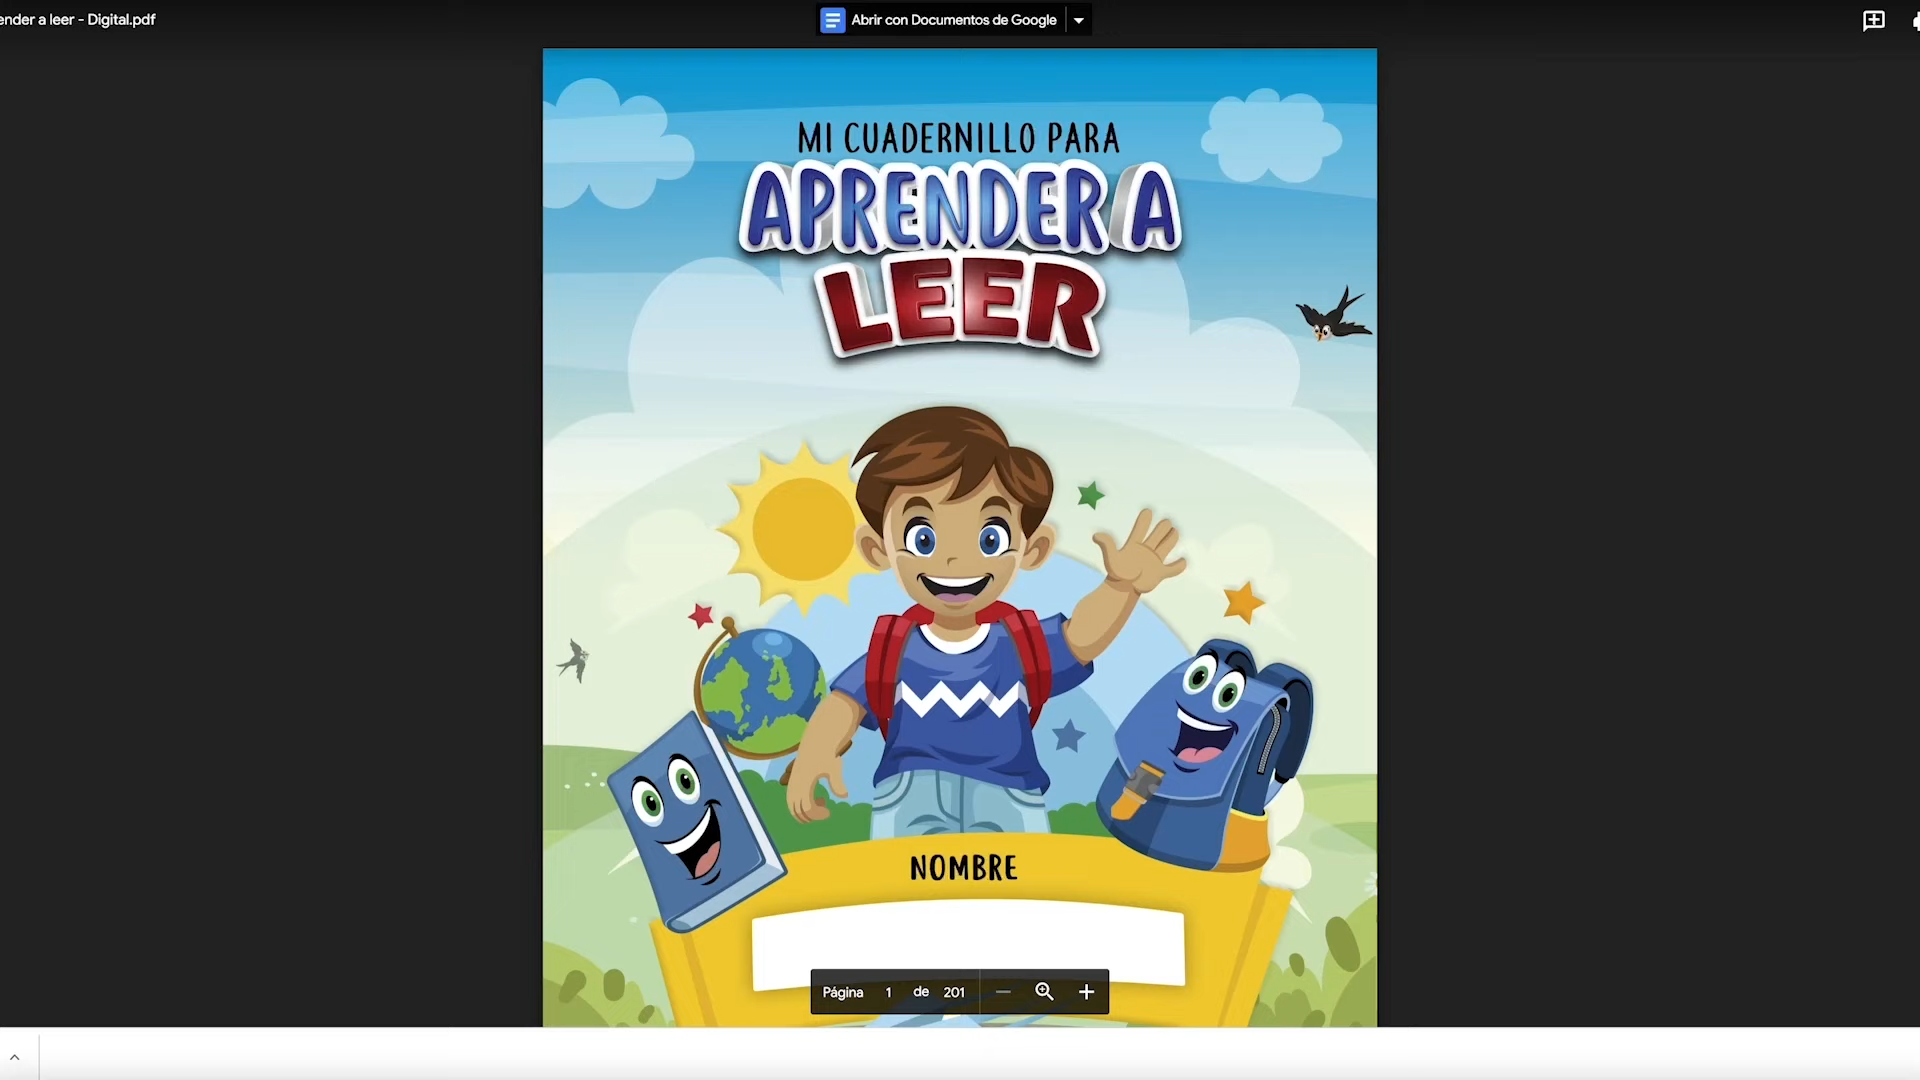 ender a leer - Digital.pdf
Abrir con Documentos de Google
MI CUADERNILLO PARA
APRENDER A
LEER
NOMBRE
Página 1 de 201